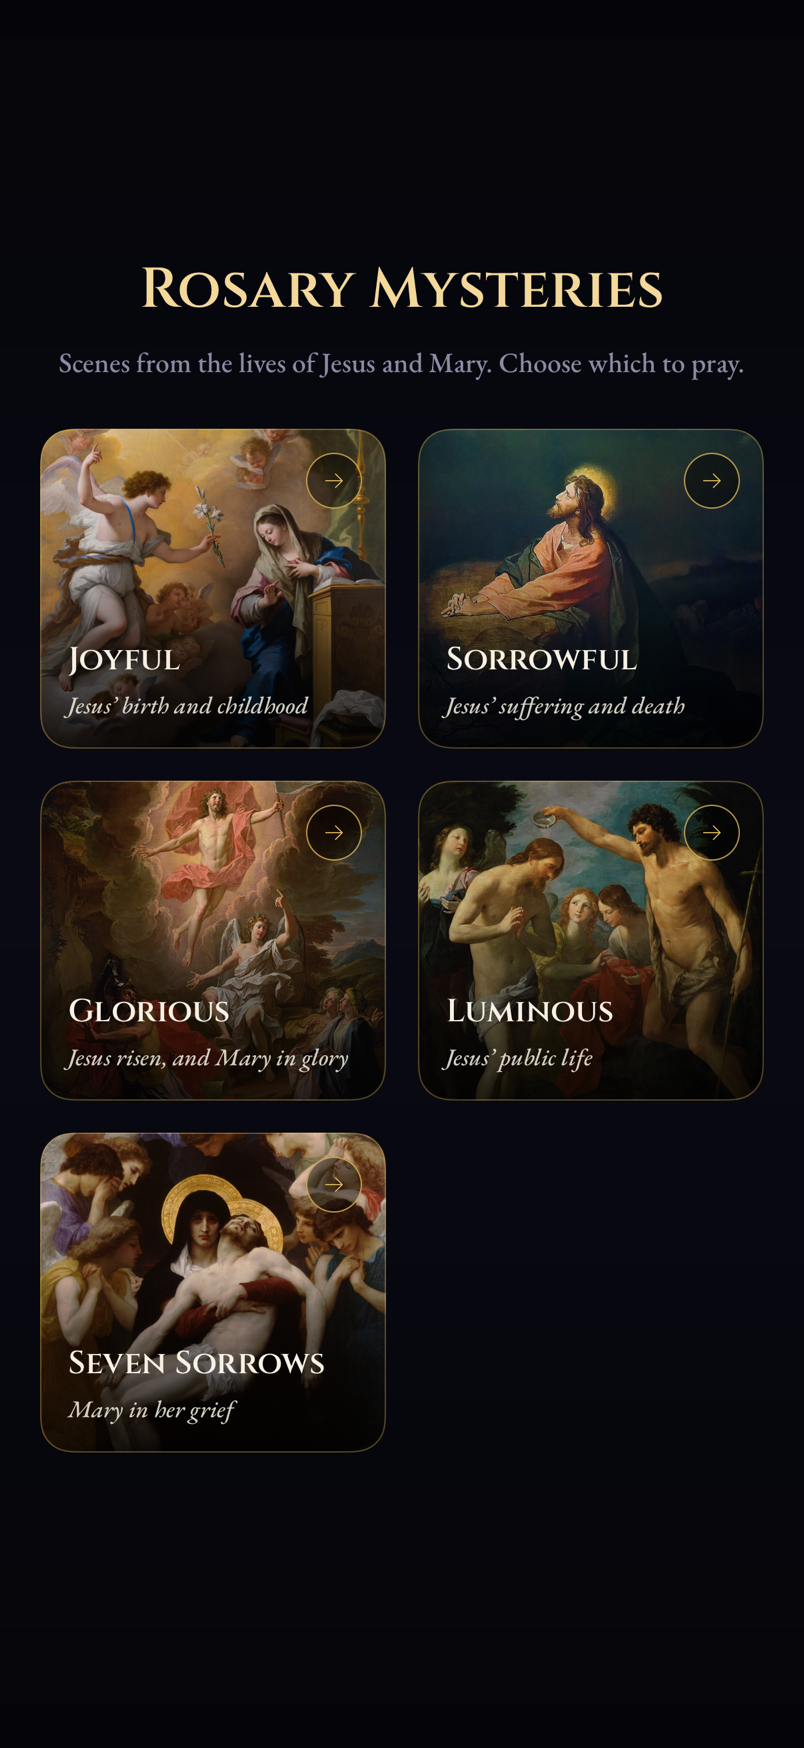 Rosary Mysteries
Scenes from the lives of Jesus and Mary. Choose which to pray.
Joyful
Jesus’ birth and childhood
Sorrowful
Jesus’ suffering and death
Glorious
Jesus risen, and Mary in glory
Luminous
Jesus’ public life
Seven Sorrows
Mary in her grief